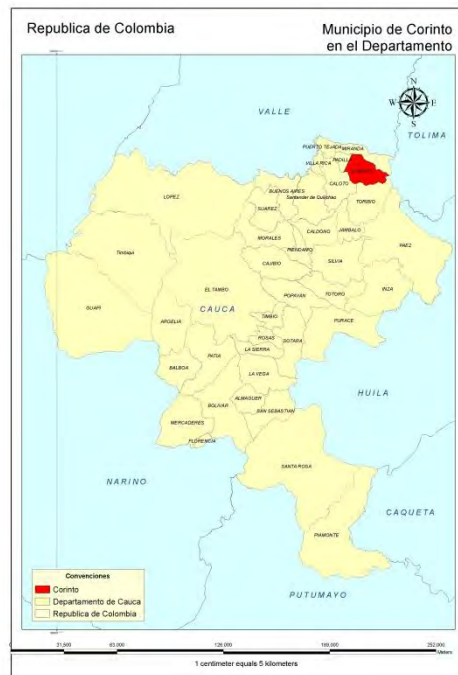 Republica de Colombia
Municipio de Corinto
en el Departamento
VALLE
N
W E
S
TOLIMA
PUERTO TEJADA
MIRANDA
VILLA RICA
PADILLA
CALOTO
BUENOS AIRES
Santander de Quilichao
LOPEZ
SUAREZ
TORIBIO
MORALES
CALDONO
JAMBALO
PIENDAMO
PAEZ
CAJIBIO
SILVIA
TIMBIQUI
EL TAMBO
POPAYAN
TOTORO
INZA
GUAPI
CAUCA
ARGELIA
TIMBIO
PURACE
ROSAS
SOTARA
LA SIERRA
PATIA
BALBOA
LA VEGA
HUILA
ALMAGUER
BOLIVAR
SAN SEBASTIAN
MERCADERES
FLORENCIA
NARINO
SANTA ROSA
CAQUETA
PIAMONTE
PUTUMAYO
Convenciones
Corinto
Departamento de Cauca
Republica de Colombia
0 31,500 63,000 126,000 189,000 252,000
Meters
1 centimeter equals 5 kilometers